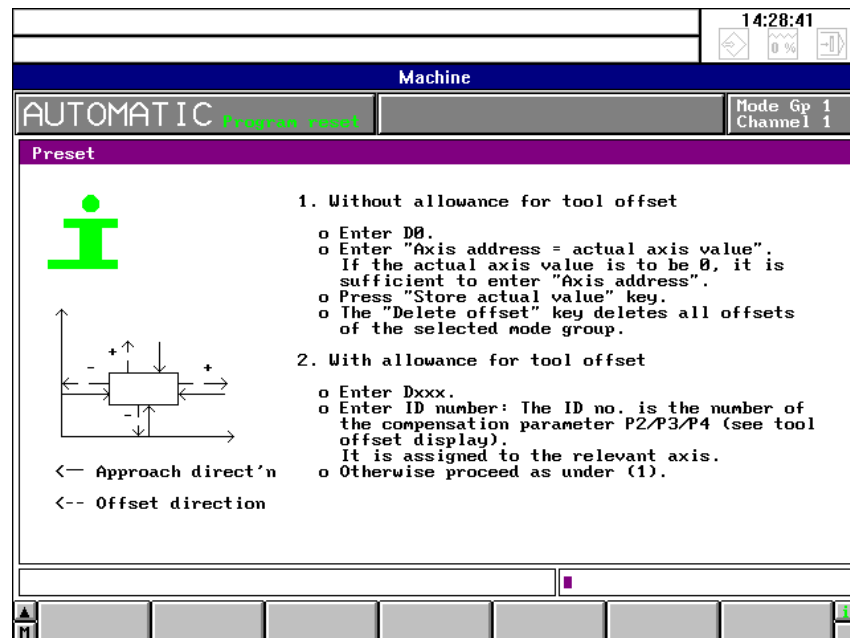 14:28:41
0 %
Machine
AUTOMATIC Program reset
Mode Gp 1
Channel 1
Preset
1. Without allowance for tool offset
o Enter D0.
o Enter "Axis address = actual axis value".
If the actual axis value is to be 0, it is
sufficient to enter "Axis address".
o Press "Store actual value" key.
o The "Delete offset" key deletes all offsets
of the selected mode group.
+
-
+
-
2. With allowance for tool offset
o Enter Dxxx.
o Enter ID number: The ID no. is the number of
the compensation parameter P2/P3/P4 (see tool
offset display).
It is assigned to the relevant axis.
o Otherwise proceed as under (1).
<— Approach direct'n
<-- Offset direction
M
i